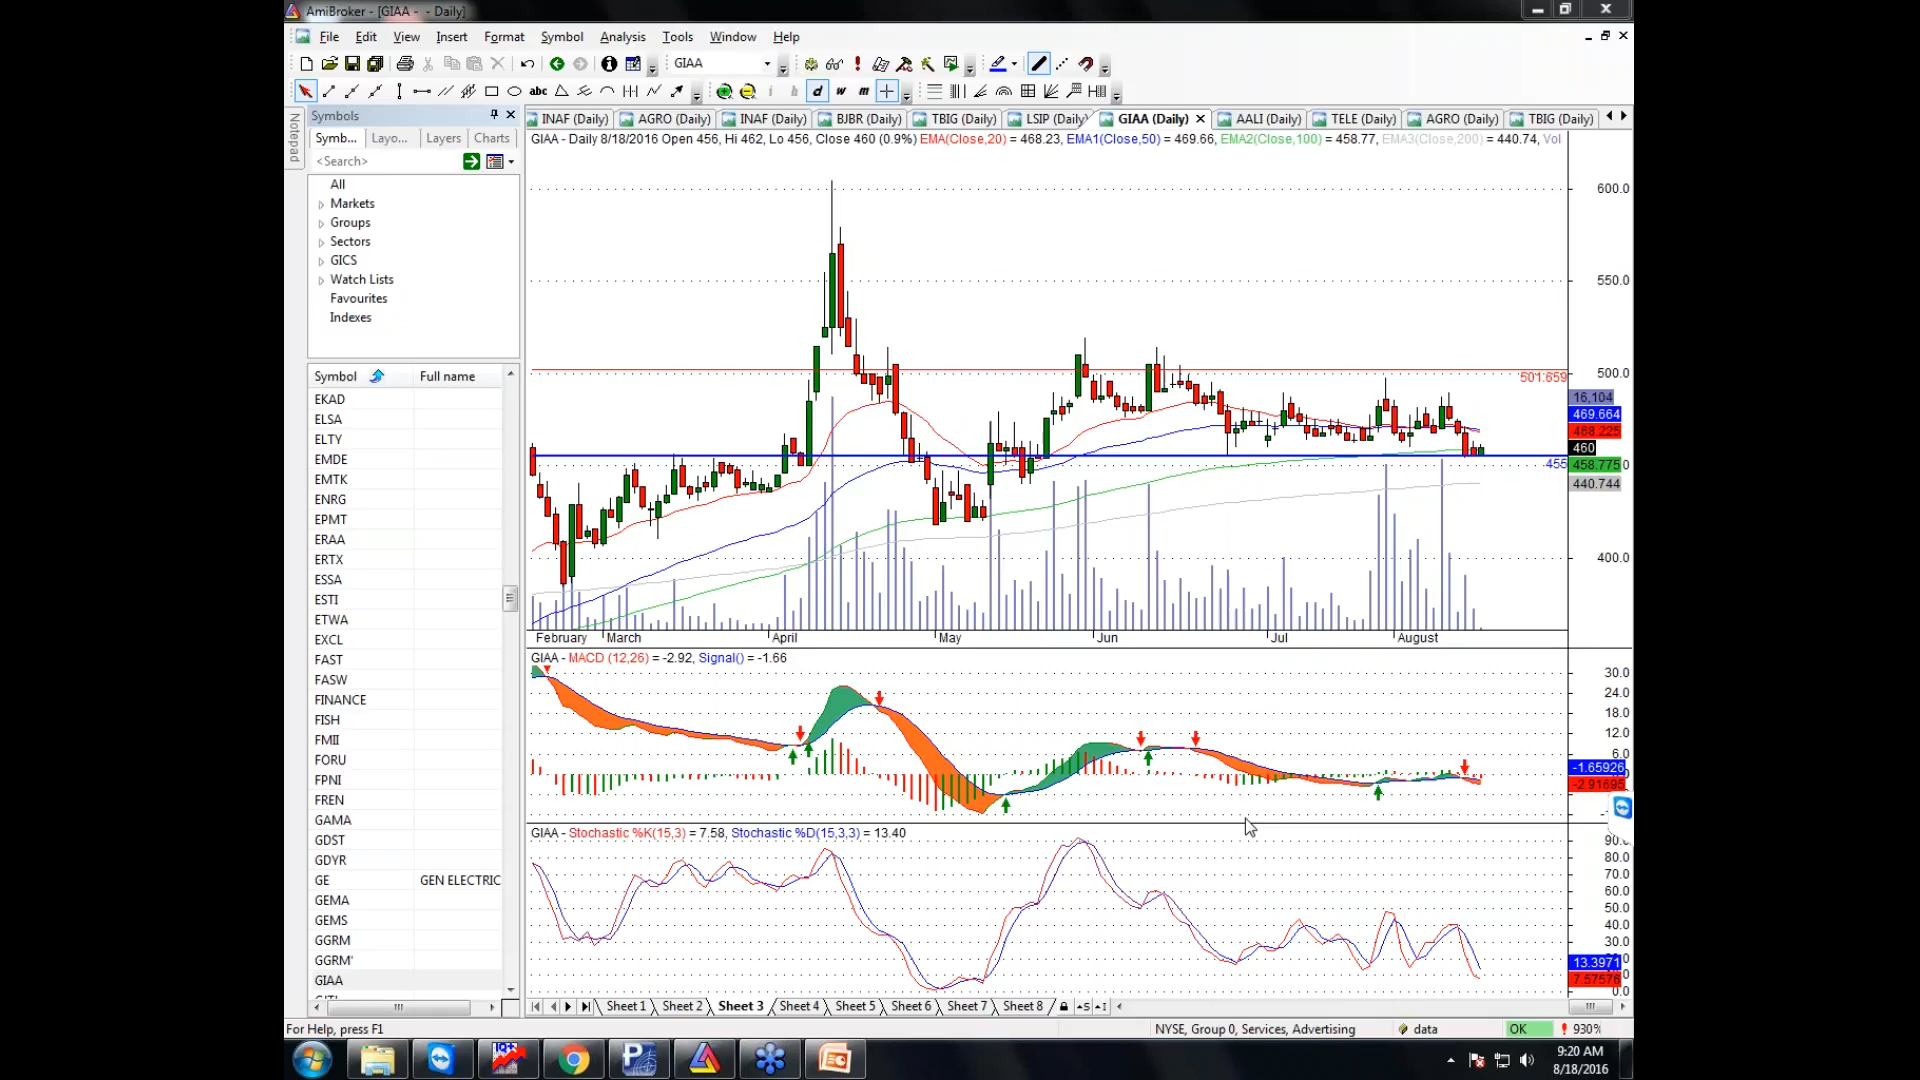 AmiBroker - [GIAA - - Daily]
File Edit View Insert Format Symbol Analysis Tools Window Help
GIAA
abc i h d w m
Symbols
Notepad
Symb... Layo... Layers Charts
<Search>
All
Markets
Groups
Sectors
GICS
Watch Lists
Favourites
Indexes
Symbol Full name
EKAD
ELSA
ELTY
EMDE
EMTK
ENRG
EPMT
ERAA
ERTX
ESSA
ESTI
ETWA
EXCL
FAST
FASW
FINANCE
FISH
FMII
FORU
FPNI
FREN
GAMA
GDST
GDYR
GE GEN ELECTRIC
GEMA
GEMS
GGRM
GGRM'
GIAA
INAF (Daily) AGRO (Daily) INAF (Daily) BJBR (Daily) TBIG (Daily) LSIP (Daily) GIAA (Daily) AALI (Daily) TELE (Daily) AGRO (Daily) TBIG (Daily)
GIAA - Daily 8/18/2016 Open 456, Hi 462, Lo 456, Close 460 (0.9%) EMA(Close,20) = 468.23, EMA1(Close,50) = 469.66, EMA2(Close,100) = 458.77, EMA3(Close,200) = 440.74, Vol
600.0
550.0
500.0
501.659
16,104
469.664
468.225
460
455
458.775
440.744
400.0
February March April May Jun Jul August
GIAA - MACD (12,26) = -2.92, Signal() = -1.66
30.0
24.0
18.0
12.0
6.0
-1.65926
-2.91695
GIAA - Stochastic %K(15,3) = 7.58, Stochastic %D(15,3,3) = 13.40
80.0
70.0
60.0
50.0
40.0
30.0
13.3971
7.57576
0.0
Sheet 1 Sheet 2 Sheet 3 Sheet 4 Sheet 5 Sheet 6 Sheet 7 Sheet 8
For Help, press F1 NYSE, Group 0, Services, Advertising data OK 930%
9:20 AM
8/18/2016